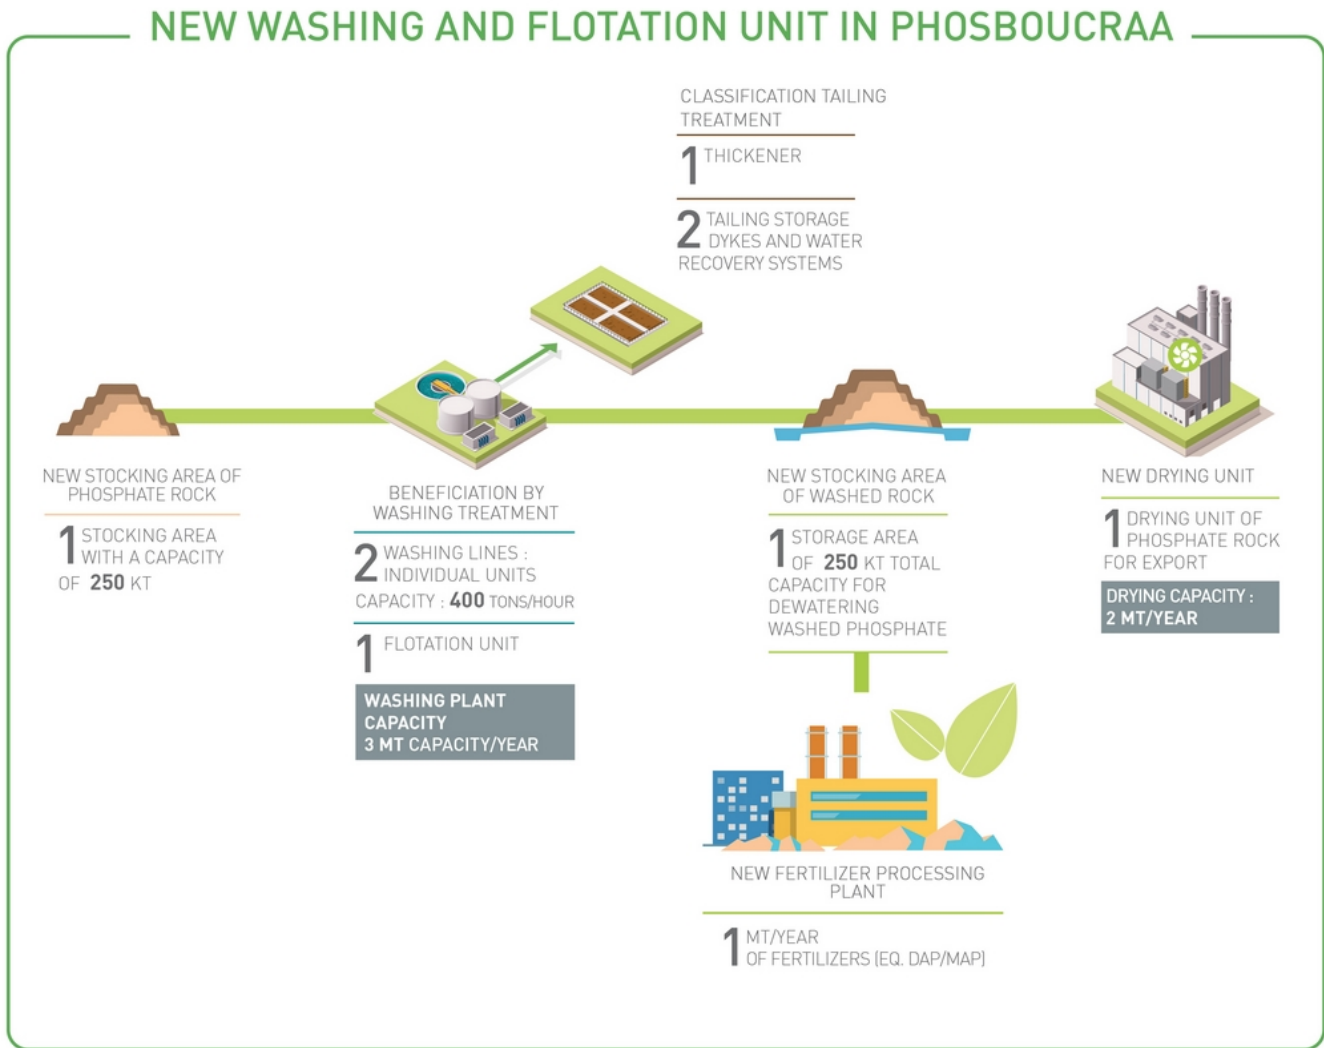 NEW WASHING AND FLOTATION UNIT IN PHOSBOUCRAA
CLASSIFICATION TAILING
TREATMENT
1 THICKENER
2 TAILING STORAGE
DYKES AND WATER
RECOVERY SYSTEMS
NEW STOCKING AREA OF
PHOSPHATE ROCK
1 STOCKING AREA
WITH A CAPACITY
OF 250 KT
BENEFICIATION BY
WASHING TREATMENT
2 WASHING LINES :
INDIVIDUAL UNITS
CAPACITY : 400 TONS/HOUR
1 FLOTATION UNIT
WASHING PLANT
CAPACITY
3 MT CAPACITY/YEAR
NEW STOCKING AREA
OF WASHED ROCK
1 STORAGE AREA
OF 250 KT TOTAL
CAPACITY FOR
DEWATERING
WASHED PHOSPHATE
NEW DRYING UNIT
1 DRYING UNIT OF
PHOSPHATE ROCK
FOR EXPORT
DRYING CAPACITY :
2 MT/YEAR
NEW FERTILIZER PROCESSING
PLANT
1 MT/YEAR
OF FERTILIZERS (EQ. DAP/MAP)